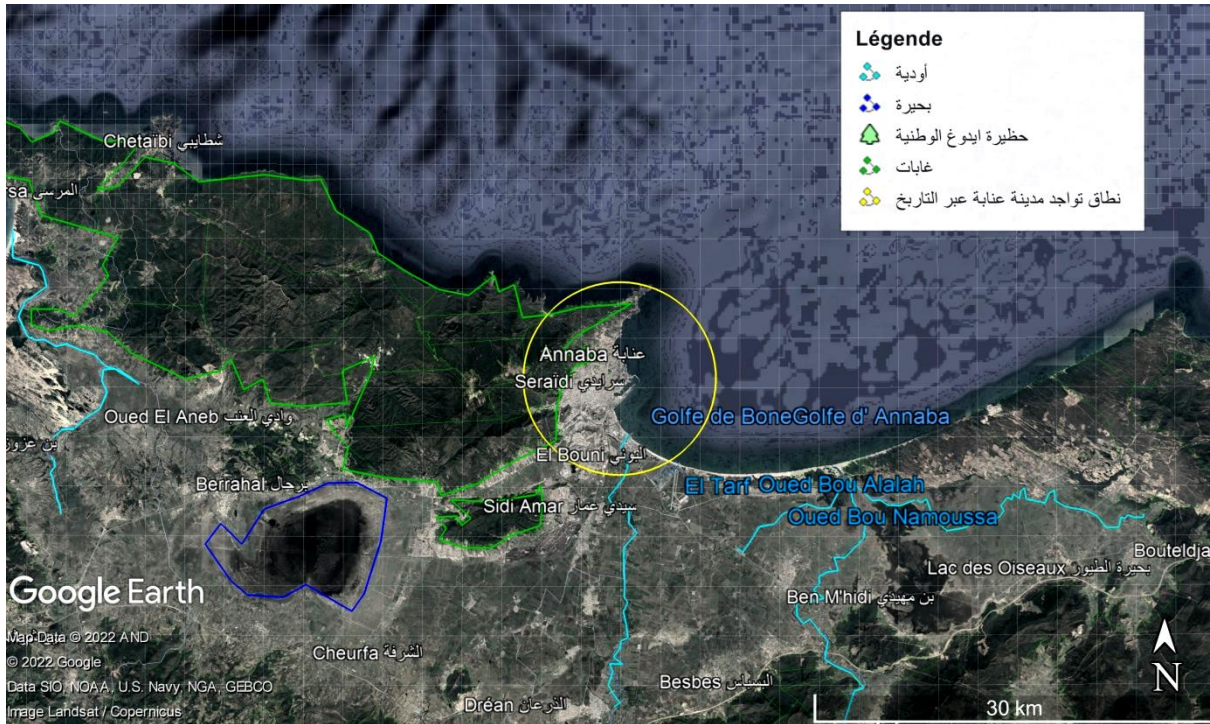 Légende
أودية
بحيرة
حظيرة ايدوغ الوطنية
غابات
نطاق تواجد مدينة عنابة عبر التاريخ
Chetaïbi شطايبي
rsa المرسى
Annaba عنابة
Seraïdi سرايدي
Golfe de BoneGolfe d' Annaba
Oued El Aneb وادي العنب
بن عزوز
El Bouni البوني
Berrahal برحال
Sidi Amar سيدي عمار
El Tarf
Oued Bou Alalah
Oued Bou Namoussa
Bouteldja
Lac des Oiseaux بحيرة الطيور
Ben M'hidi بن مهيدي
Google Earth
Map Data © 2022 AND
© 2022 Google
Data SIO, NOAA, U.S. Navy, NGA, GEBCO
Image Landsat / Copernicus
Cheurfa الشرفة
Besbes البسباس
Dréan الذرعان
N
30 km